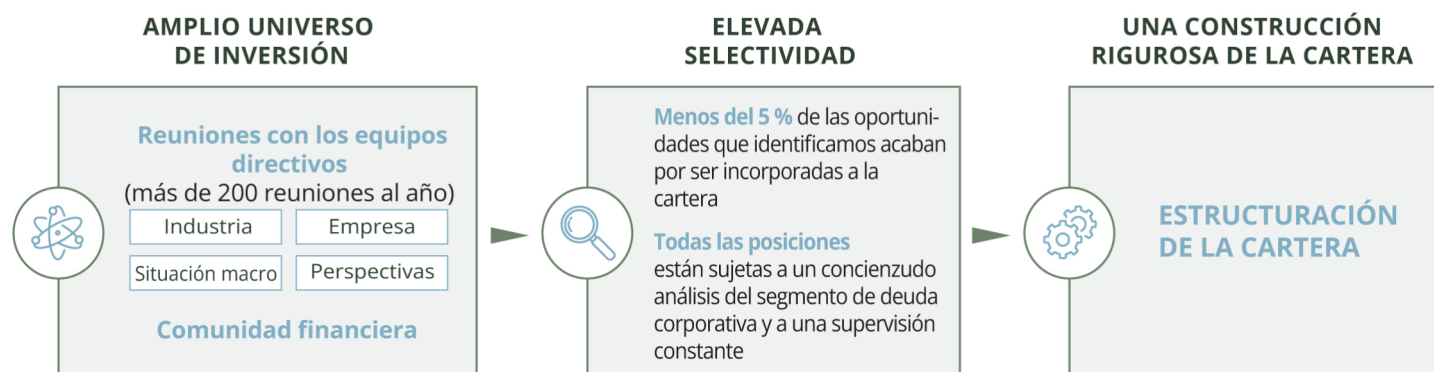 AMPLIO UNIVERSO
DE INVERSIÓN
Reuniones con los equipos
directivos
(más de 200 reuniones al año)
Industria
Empresa
Situación macro
Perspectivas
Comunidad financiera
ELEVADA
SELECTIVIDAD
Menos del 5 % de las oportuni-
dades que identificamos acaban
por ser incorporadas a la
cartera
Todas las posiciones
están sujetas a un concienzudo
análisis del segmento de deuda
corporativa y a una supervisión
constante
UNA CONSTRUCCIÓN
RIGUROSA DE LA CARTERA
ESTRUCTURACIÓN
DE LA CARTERA